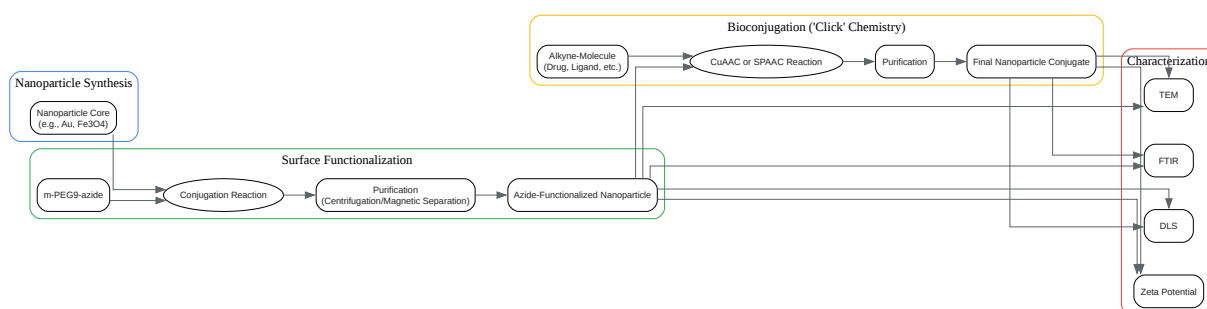 Bioconjugation ('Click' Chemistry)
Alkyne-Molecule
(Drug, Ligand, etc.)
CuAAC or SPAAC Reaction
Purification
Final Nanoparticle Conjugate
Characterization
TEM
FTIR
DLS
Zeta Potential
Nanoparticle Synthesis
Nanoparticle Core
(e.g., Au, Fe3O4)
Surface Functionalization
m-PEG9-azide
Conjugation Reaction
Purification
(Centrifugation/Magnetic Separation)
Azide-Functionalized Nanoparticle